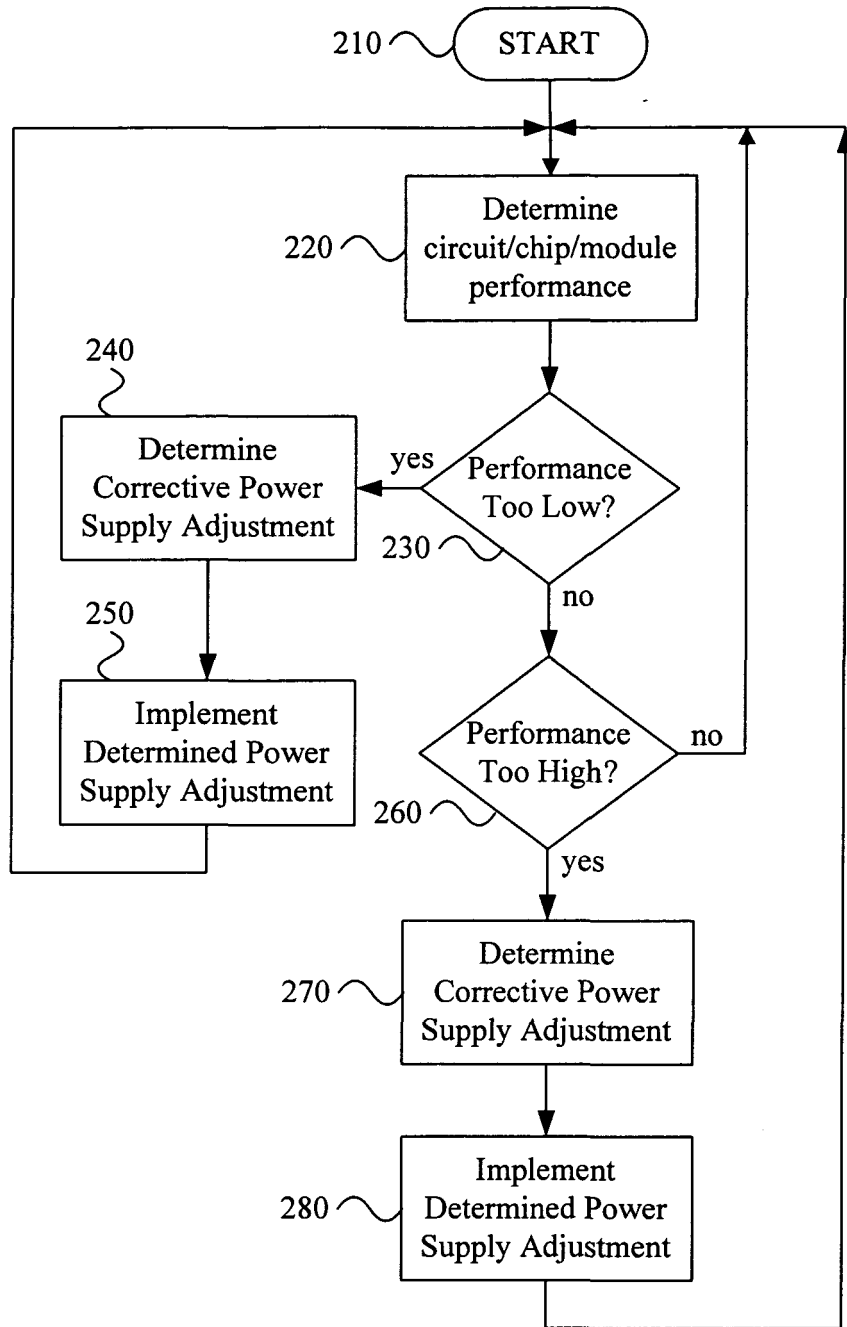 210
START
220
Determine
circuit/chip/module
performance
240
Determine
Corrective Power
Supply Adjustment
yes
Performance
Too Low?
230
no
250
Implement
Determined Power
Supply Adjustment
Performance
Too High?
no
260
yes
270
Determine
Corrective Power
Supply Adjustment
280
Implement
Determined Power
Supply Adjustment